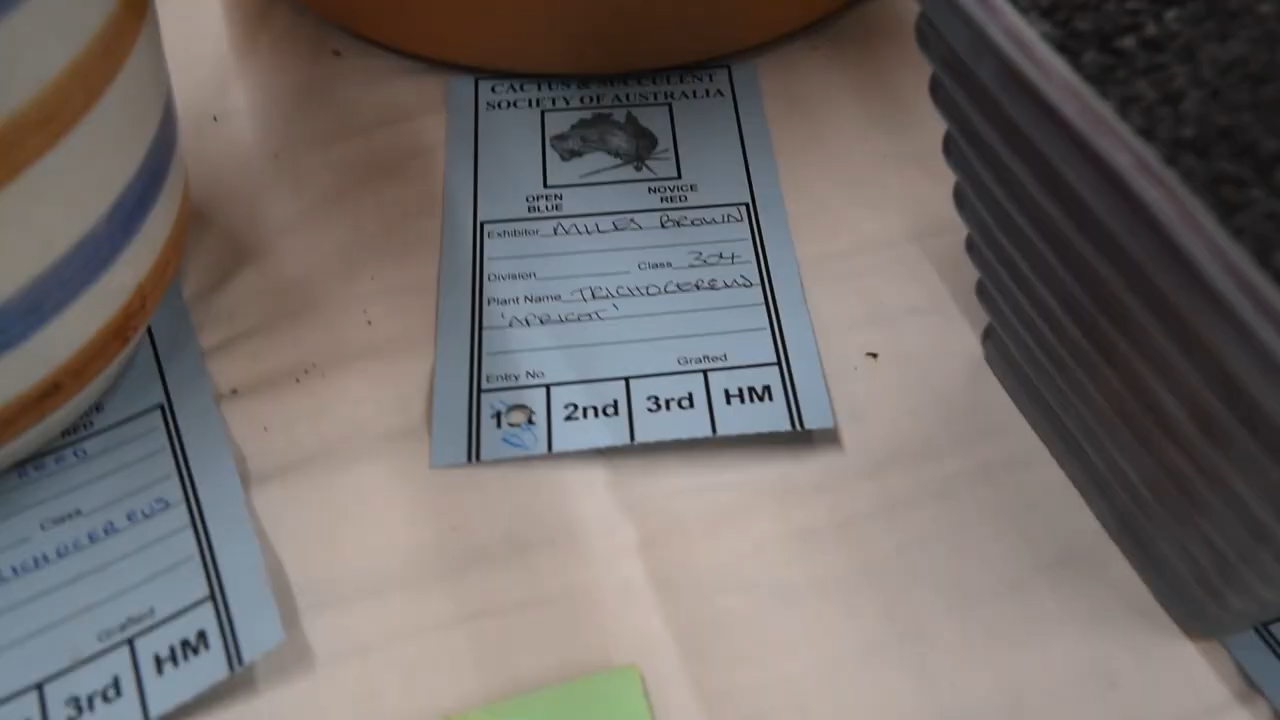 CACTUS & SUCCULENT
SOCIETY OF AUSTRALIA
OPEN BLUE
NOVICE RED
Exhibitor MILES BROWN
Division Class 304
Plant Name TRICHOCEREUS
'APRICOT'
Grafted
Entry No.
1st 2nd 3rd HM
RED
Class
Grafted
3rd HM